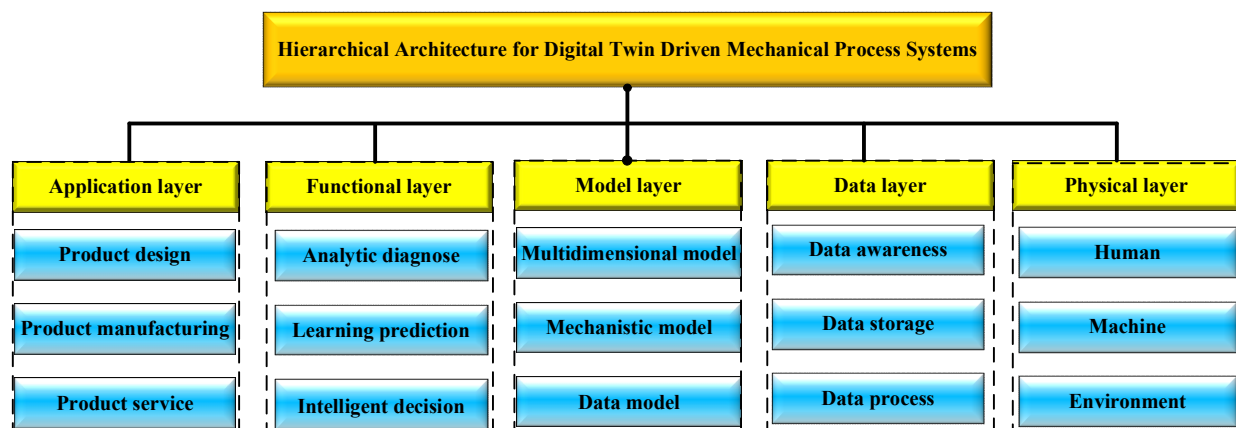 Hierarchical Architecture for Digital Twin Driven Mechanical Process Systems
Application layer
Product design
Product manufacturing
Product service
Functional layer
Analytic diagnose
Learning prediction
Intelligent decision
Model layer
Multidimensional model
Mechanistic model
Data model
Data layer
Data awareness
Data storage
Data process
Physical layer
Human
Machine
Environment